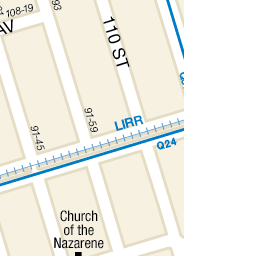 108-19
93
AV
110 ST
91-59
91-45
LIRR
Q24
Church
of the
Nazarene